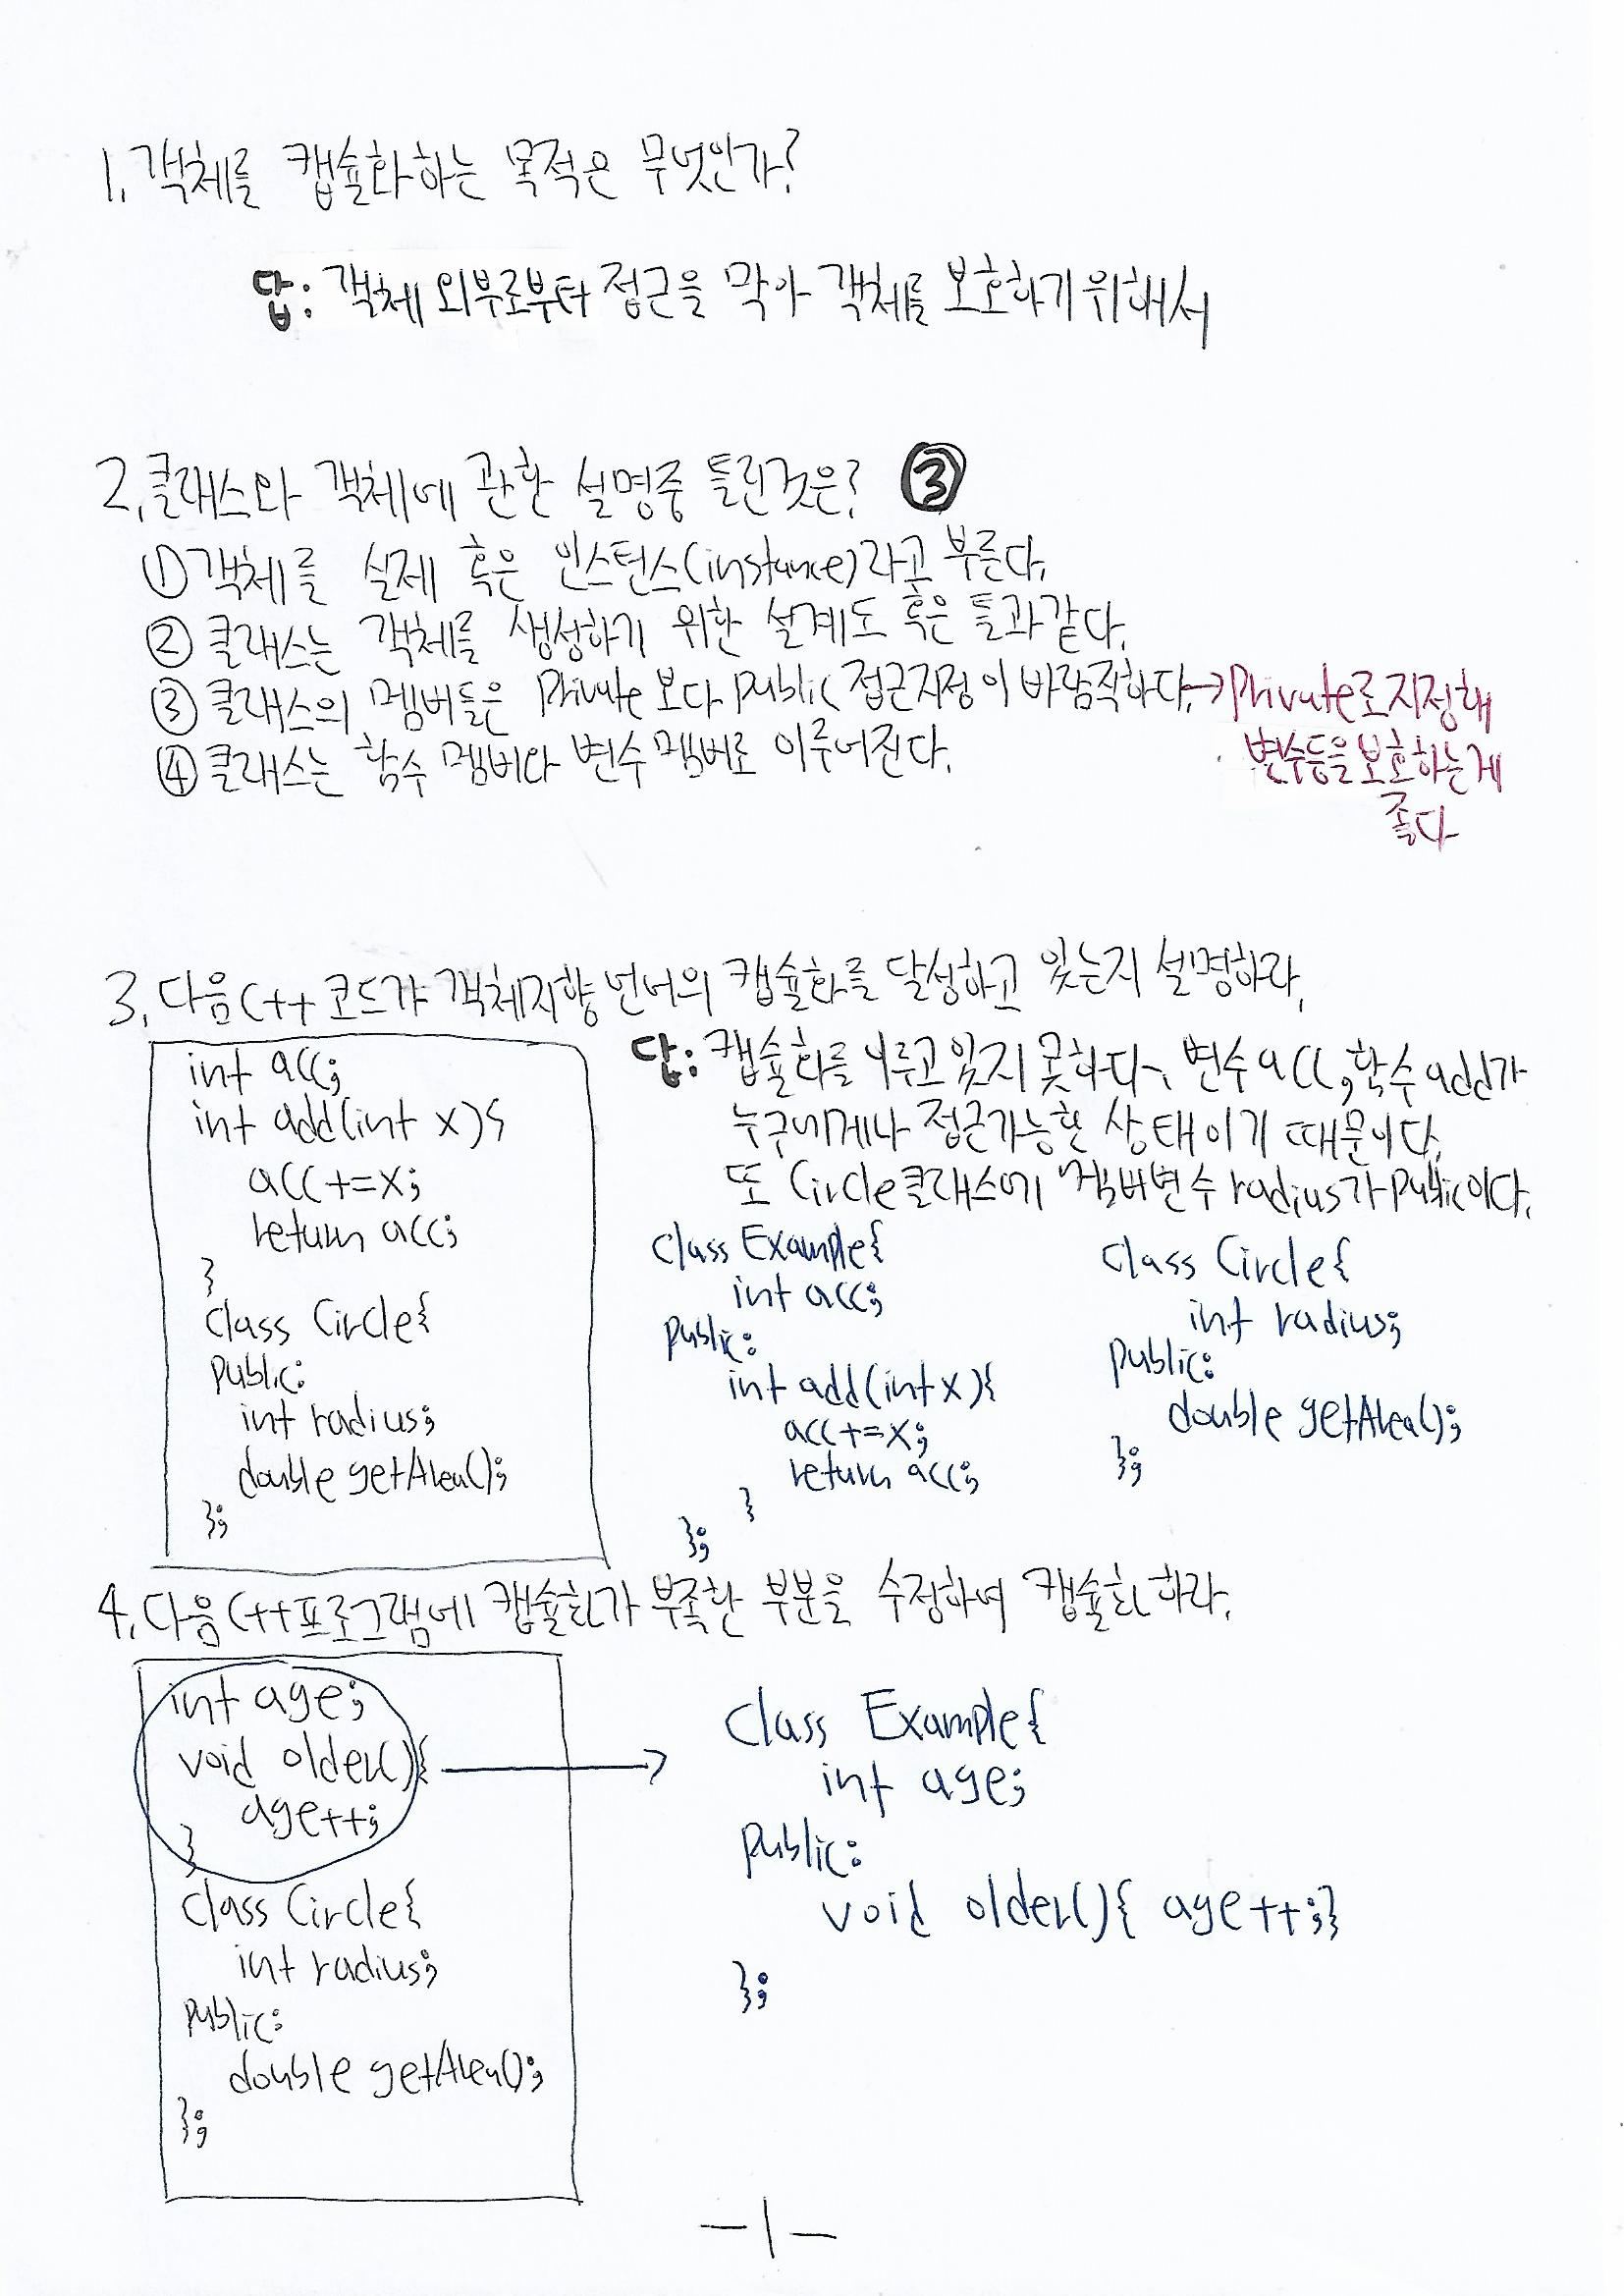 1. 객체를 캡슐화하는 목적은 무엇인가?
답: 객체 외부로부터 접근을 막아 객체를 보호하기 위해서
2. 클래스와 객체에 관한 설명중 틀린것은? ③
① 객체를 실체 혹은 인스턴스(instance)라고 부른다.
② 클래스는 객체를 생성하기 위한 설계도 혹은 틀과 같다.
③ 클래스의 멤버들은 private 보다 public 접근지정이 바람직하다. → private로 지정해
변수등을 보호하는게
좋다
④ 클래스는 함수 멤버와 변수 멤버로 이루어진다.
3. 다음 C++ 코드가 객체지향 언어의 캡슐화를 달성하고 있는지 설명하라.
int acc;
int add(int x){
acc+=x;
return acc;
}
class Circle{
public:
int radius;
double getArea();
};
답: 캡슐화를 이루고 있지 못하다. 변수 acc, 함수 add가
누구에게나 접근가능한 상태이기 때문이다.
또 Circle클래스에 멤버변수 radius가 public이다.
class Example{
int acc;
public:
int add(int x){
acc+=x;
return acc;
}
};
class Circle{
int radius;
public:
double getArea();
};
4. 다음 C++프로그램에 캡슐화가 부족한 부분을 수정하여 캡슐화하라.
int age;
void older(){
age++;
}
class Circle{
int radius;
public:
double getArea();
};
→
class Example{
int age;
public:
void older(){ age++;}
};
-1-